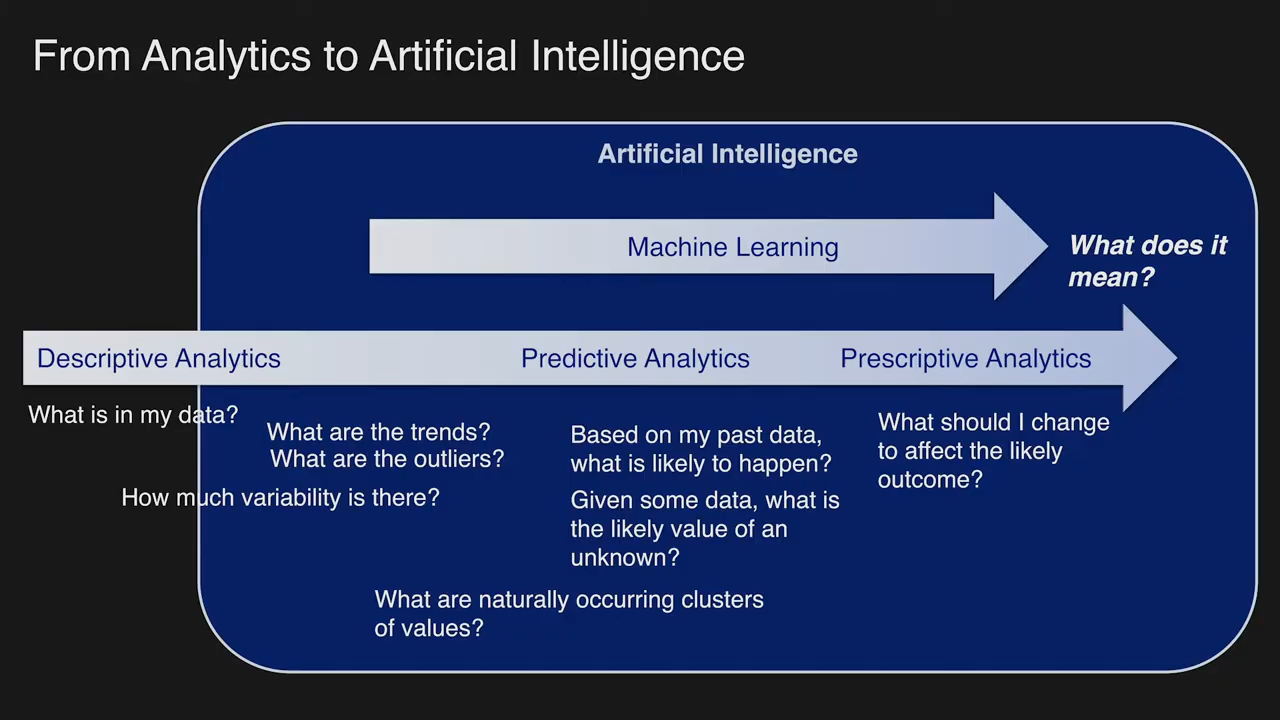 From Analytics to Artificial Intelligence
Artificial Intelligence
Machine Learning
What does it
mean?
Descriptive Analytics
Predictive Analytics
Prescriptive Analytics
What is in my data?
What are the trends?
What are the outliers?
How much variability is there?
Based on my past data,
what is likely to happen?
Given some data, what is
the likely value of an
unknown?
What should I change
to affect the likely
outcome?
What are naturally occurring clusters
of values?